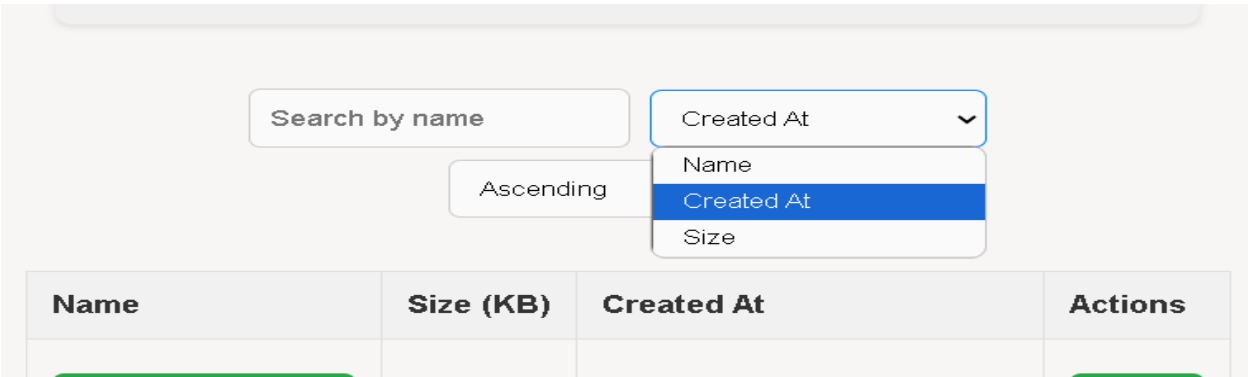 Search by name
Created At
Ascending
Name
Created At
Size
Name Size (KB) Created At Actions